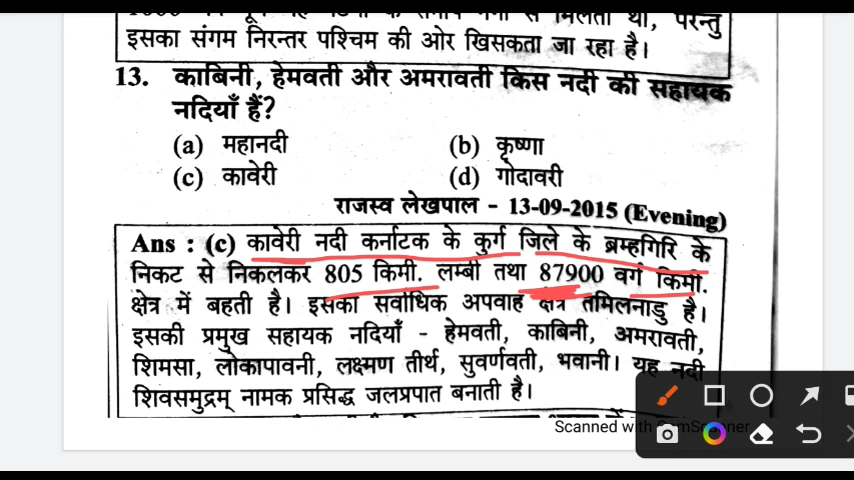 इसका संगम निरन्तर पश्चिम की ओर खिसकता जा रहा है।
13. काबिनी, हेमवती और अमरावती किस नदी की सहायक
नदियाँ हैं?
(a) महानदी (b) कृष्णा
(c) कावेरी (d) गोदावरी
राजस्व लेखपाल - 13-09-2015 (Evening)
Ans : (c) कावेरी नदी कर्नाटक के कुर्ग जिले के ब्रम्हगिरि के
निकट से निकलकर 805 किमी. लम्बी तथा 87900 वर्ग किमी.
क्षेत्र में बहती है। इसका सर्वाधिक अपवाह क्षेत्र तमिलनाडु है।
इसकी प्रमुख सहायक नदियाँ - हेमवती, काबिनी, अमरावती,
शिमसा, लोकापावनी, लक्ष्मण तीर्थ, सुवर्णवती, भवानी। यह नदी
शिवसमुद्रम् नामक प्रसिद्ध जलप्रपात बनाती है।
Scanned with